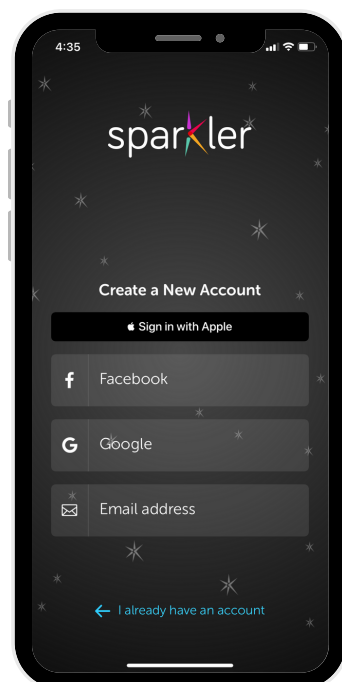 4:35
sparkler
Create a New Account
Sign in with Apple
Facebook
Google
Email address
I already have an account